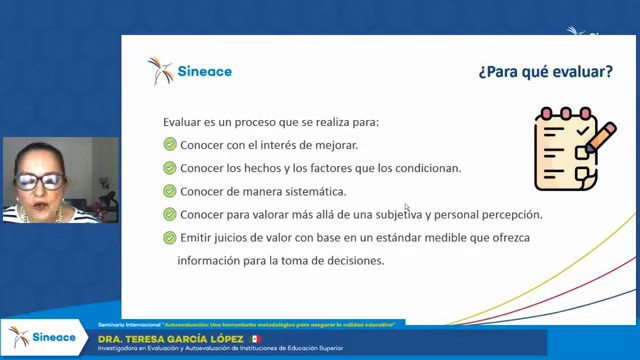 Sineace
¿Para qué evaluar?
Evaluar es un proceso que se realiza para:
Conocer con el interés de mejorar.
Conocer los hechos y los factores que los condicionan.
Conocer de manera sistemática.
Conocer para valorar más allá de una subjetiva y personal percepción.
Emitir juicios de valor con base en un estándar medible que ofrezca
información para la toma de decisiones.
Seminario Internacional "Autoevaluación: Una herramienta metodológica para asegurar la calidad educativa"
Sineace
DRA. TERESA GARCÍA LÓPEZ
Investigadora en Evaluación y Autoevaluación de Instituciones de Educación Superior